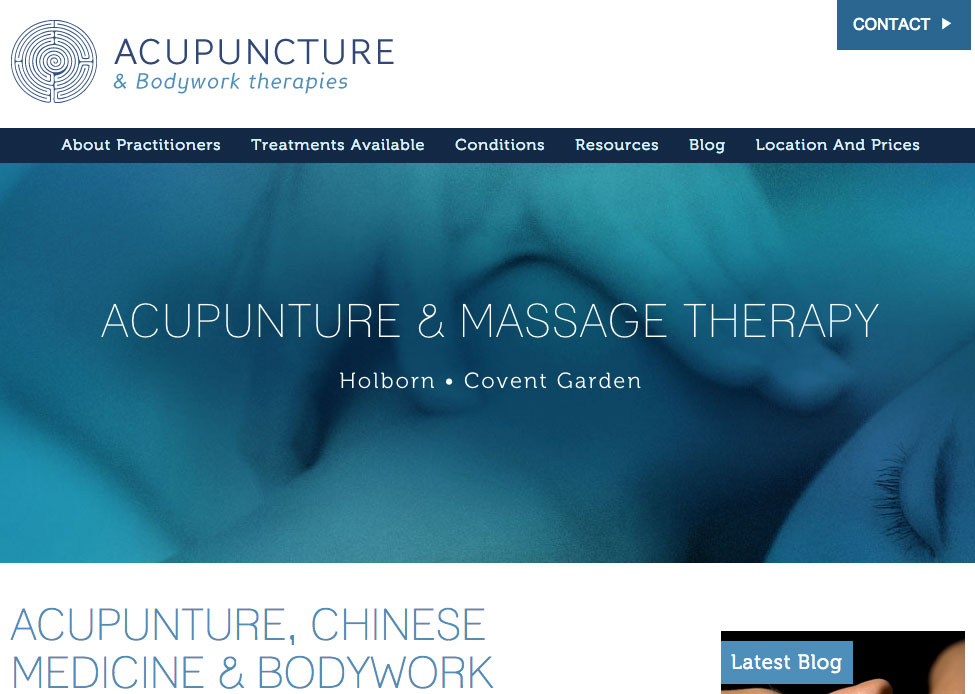 CONTACT
ACUPUNCTURE
& Bodywork therapies
About Practitioners Treatments Available Conditions Resources Blog Location And Prices
ACUPUNTURE & MASSAGE THERAPY
Holborn • Covent Garden
ACUPUNTURE, CHINESE
MEDICINE & BODYWORK
Latest Blog